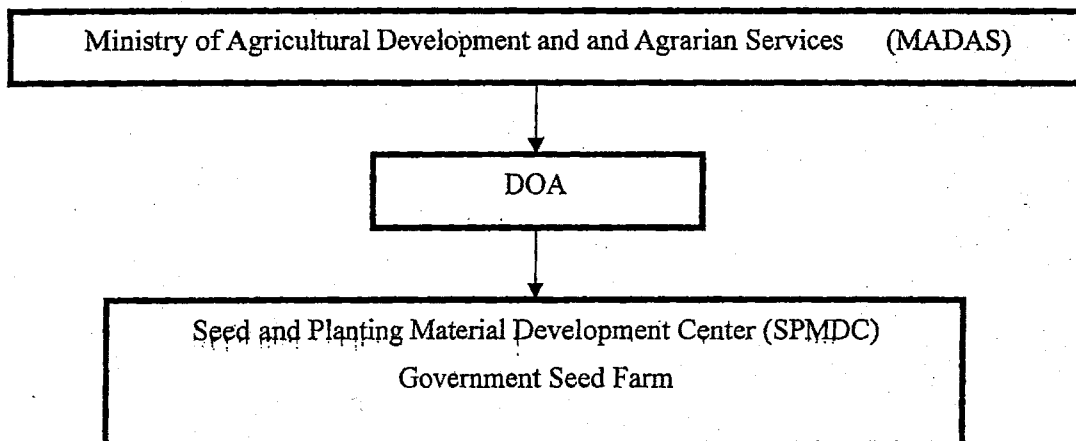 Ministry of Agricultural Development and and Agrarian Services (MADAS)
DOA
Seed and Planting Material Development Center (SPMDC)
Government Seed Farm